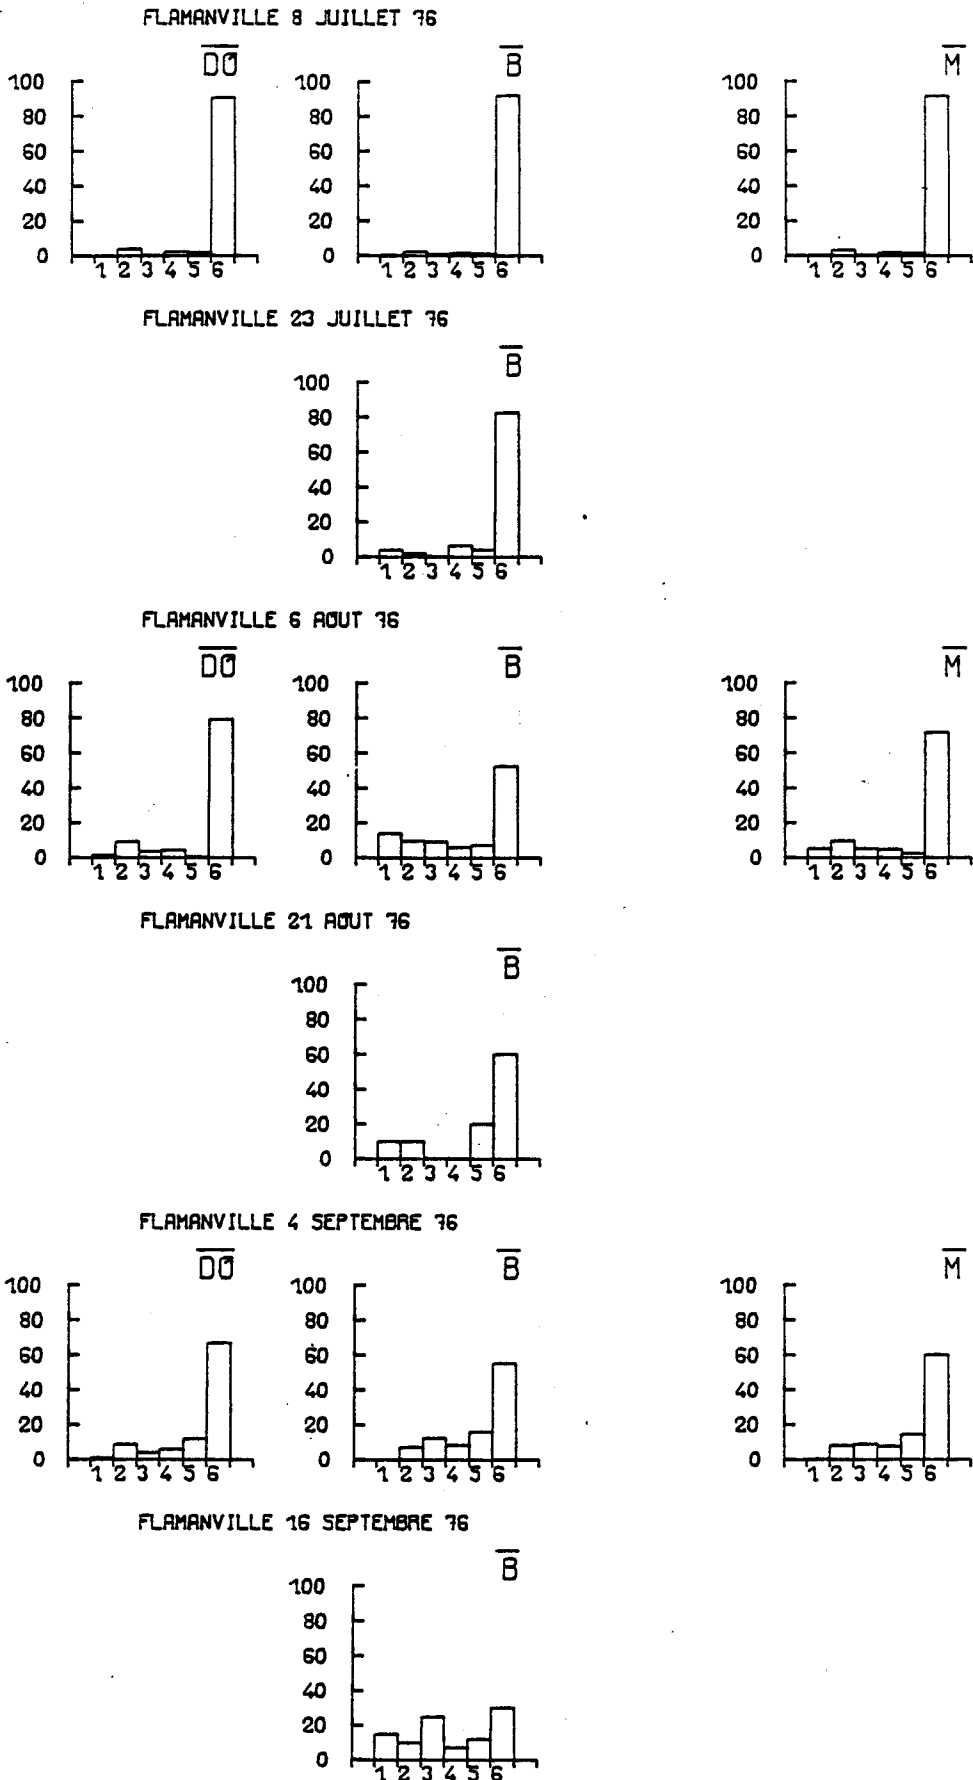 FLAMANVILLE 8 JUILLET 76
DO B M
100 100 100
80 80 80
60 60 60
40 40 40
20 20 20
0 0 0
1 2 3 4 5 6 1 2 3 4 5 6 1 2 3 4 5 6
FLAMANVILLE 23 JUILLET 76
B
100
80
60
40
20
0
1 2 3 4 5 6
FLAMANVILLE 6 AOUT 76
DO B M
100 100 100
80 80 80
60 60 60
40 40 40
20 20 20
0 0 0
1 2 3 4 5 6 1 2 3 4 5 6 1 2 3 4 5 6
FLAMANVILLE 21 AOUT 76
B
100
80
60
40
20
0
1 2 3 4 5 6
FLAMANVILLE 4 SEPTEMBRE 76
DO B M
100 100 100
80 80 80
60 60 60
40 40 40
20 20 20
0 0 0
1 2 3 4 5 6 1 2 3 4 5 6 1 2 3 4 5 6
FLAMANVILLE 16 SEPTEMBRE 76
B
100
80
60
40
20
0
1 2 3 4 5 6